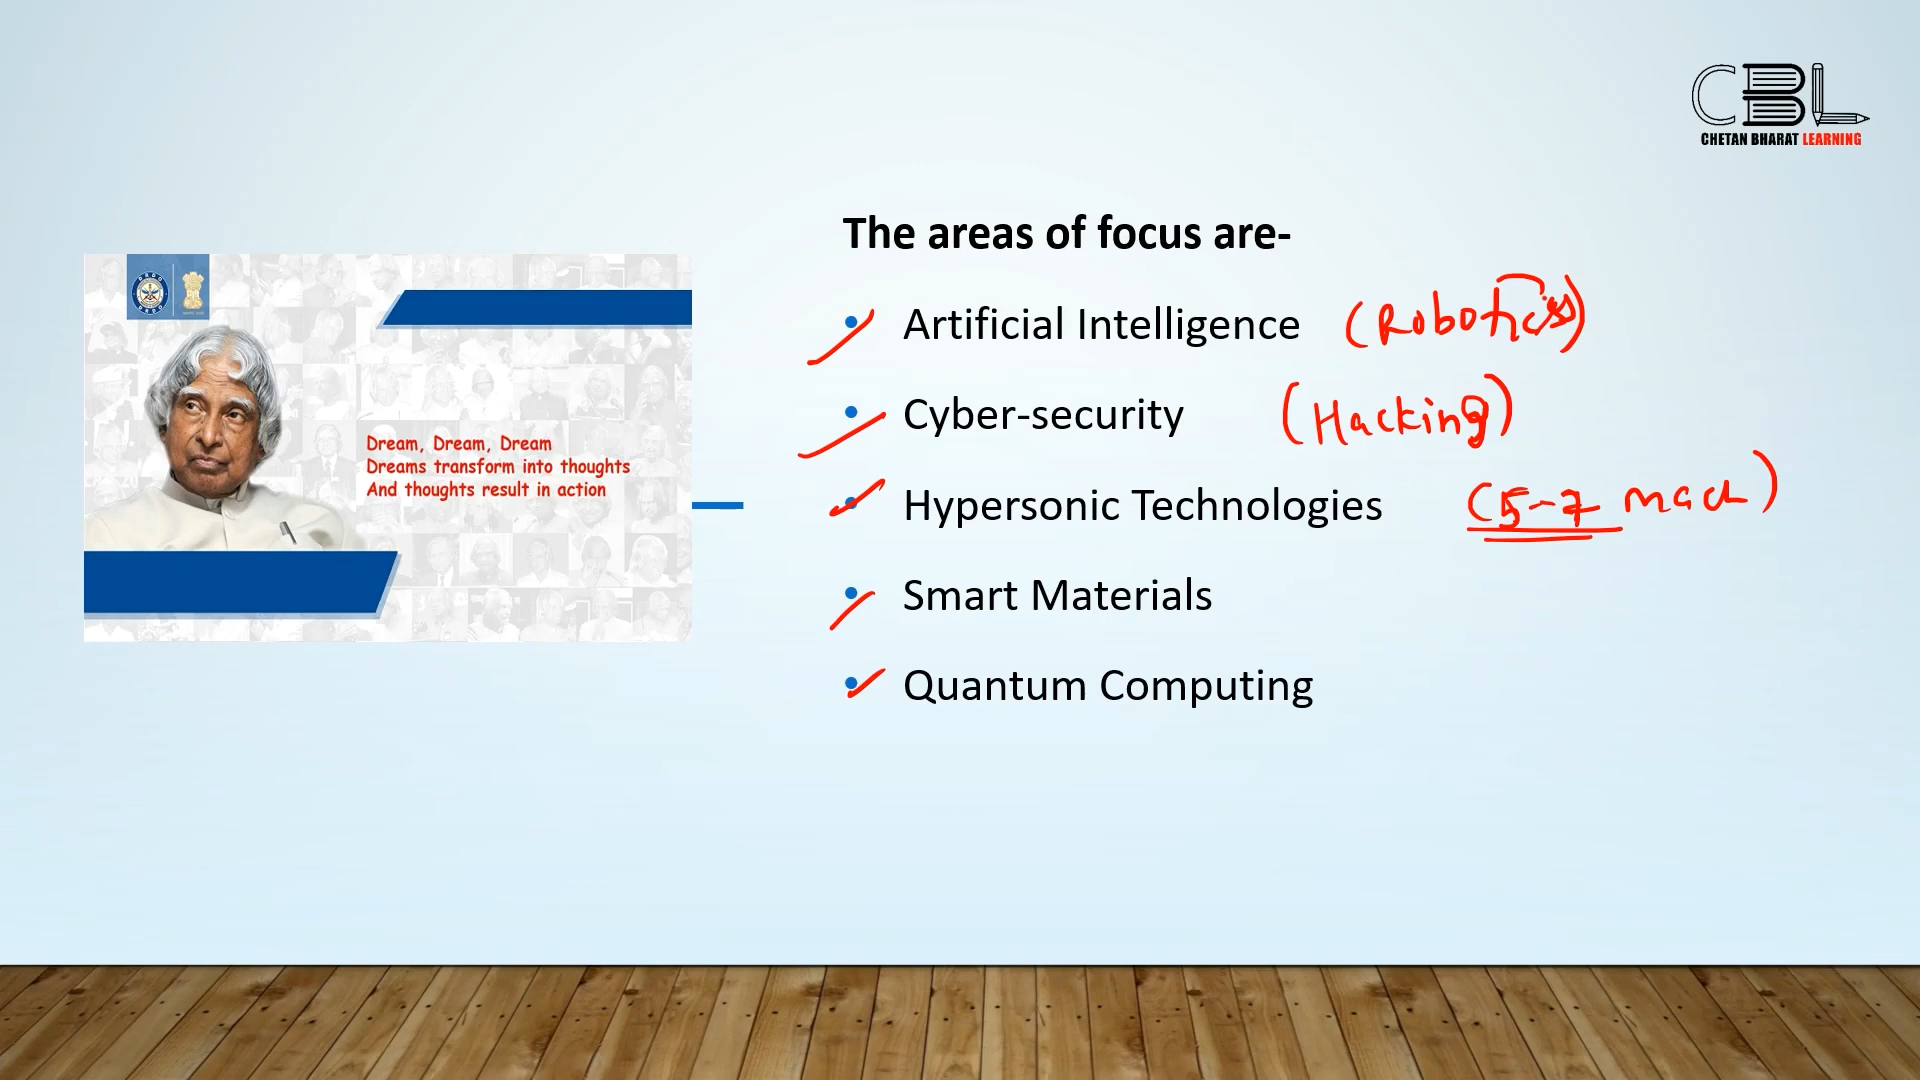 CBL
CHETAN BHARAT LEARNING
The areas of focus are-
Artificial Intelligence (Robotics)
Cyber-security (Hacking)
Hypersonic Technologies (5-7 mach)
Smart Materials
Quantum Computing
Dream, Dream, Dream
Dreams transform into thoughts
And thoughts result in action